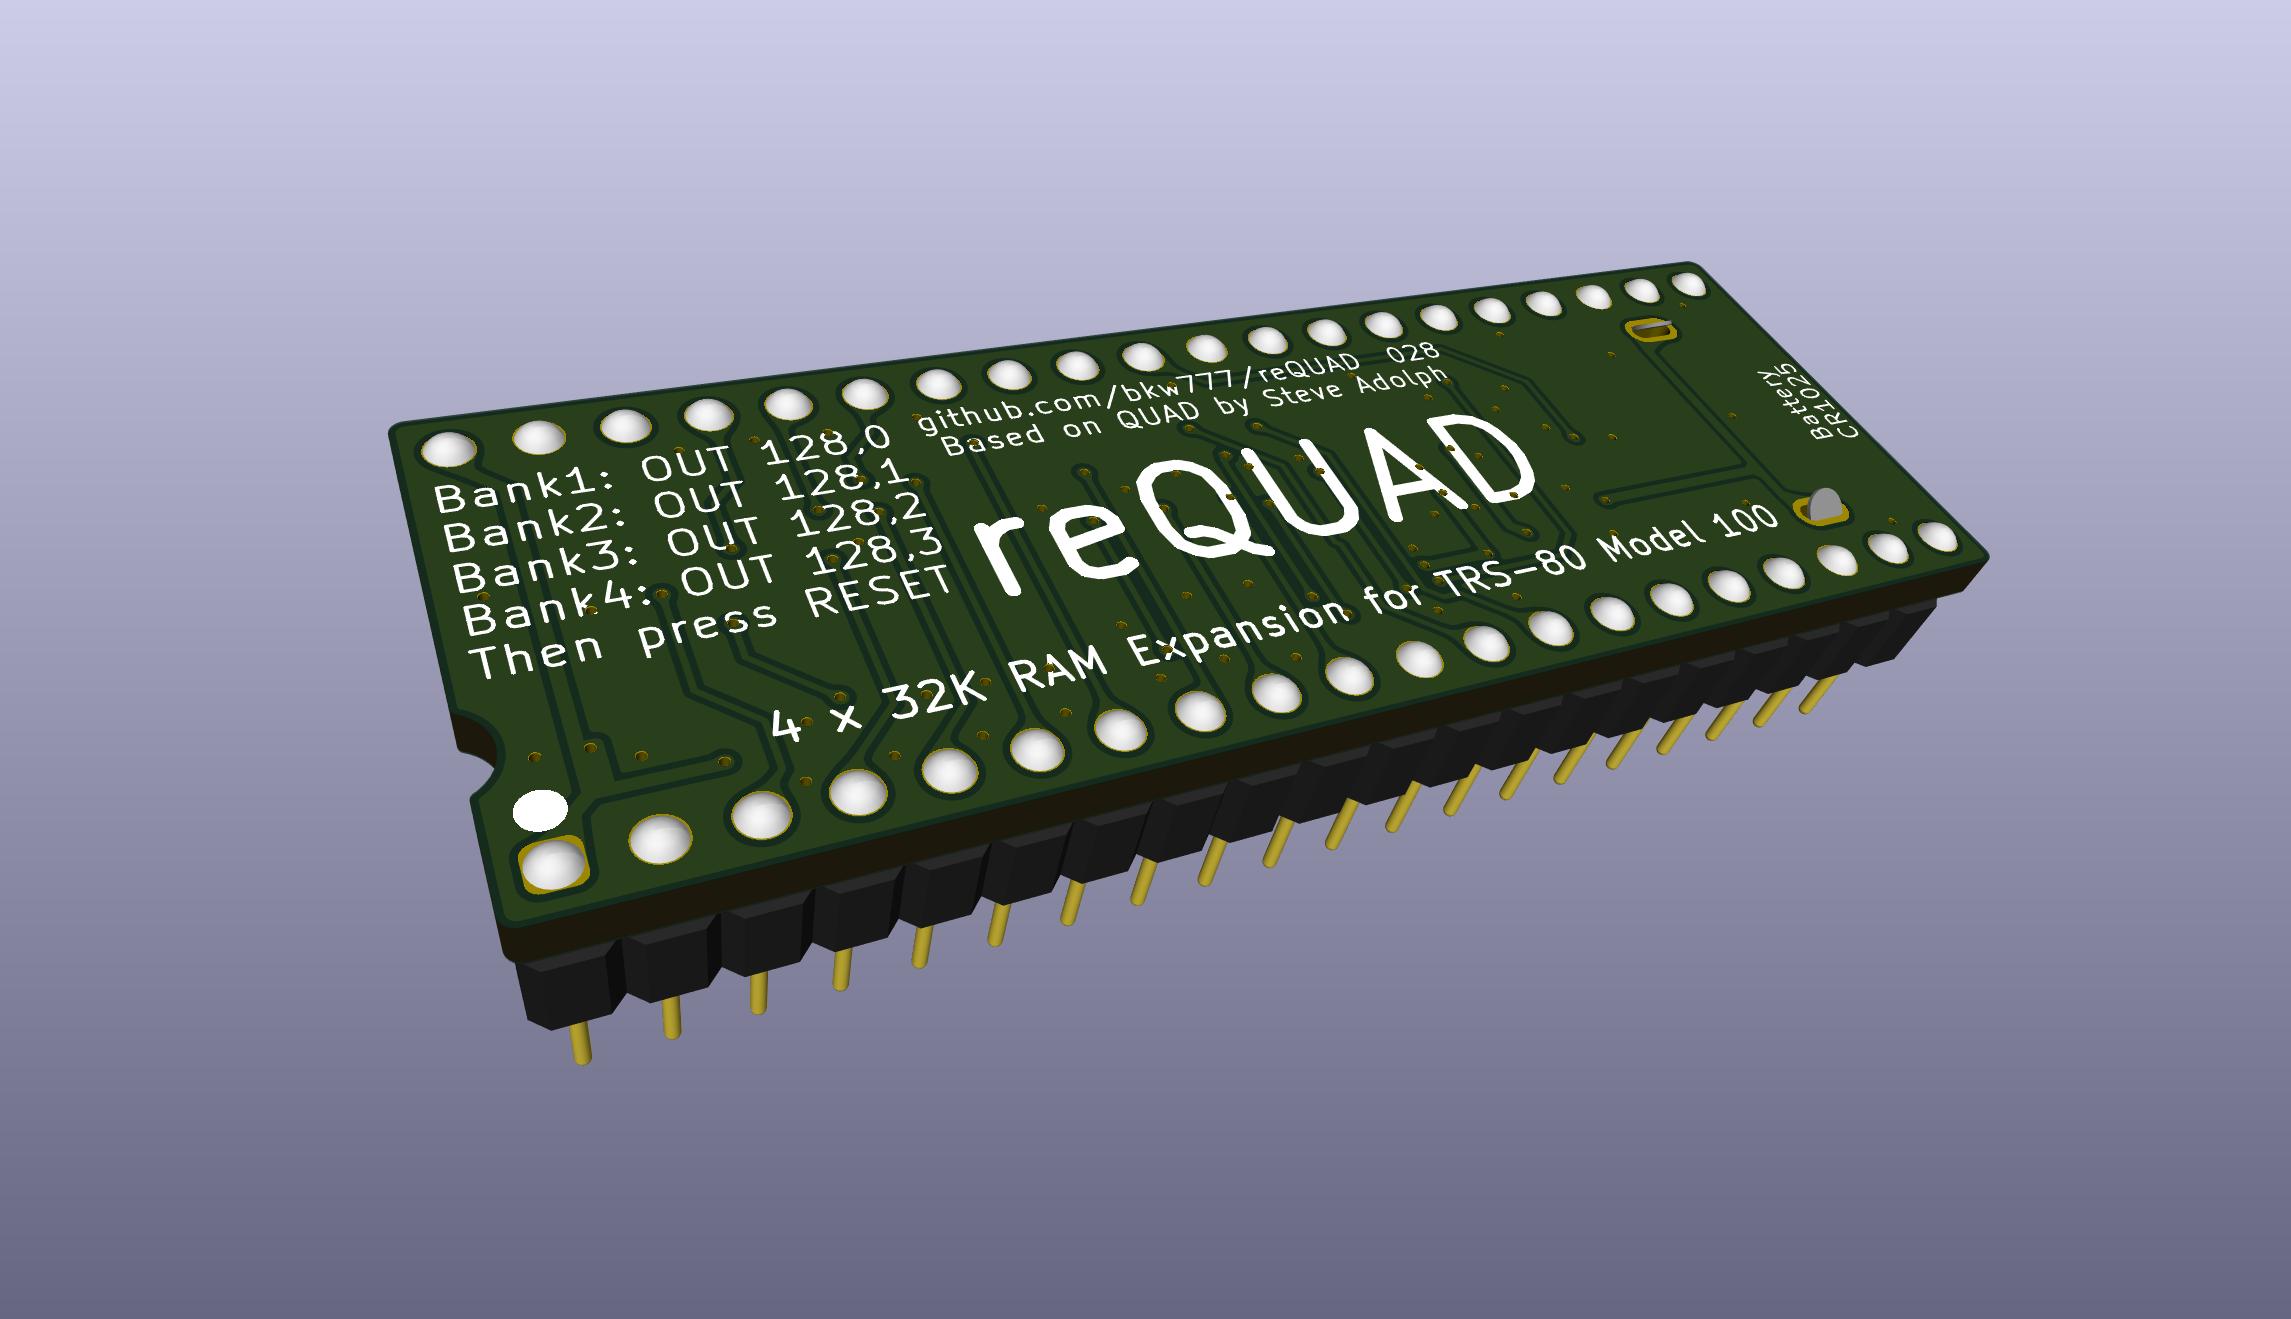 Bank1: OUT 128,0
Bank2: OUT 128,1
Bank3: OUT 128,2
Bank4: OUT 128,3
Then press RESET
github.com/bkw777/reQUAD 028
Based on QUAD by Steve Adolph
reQUAD
4 x 32K RAM Expansion for TRS-80 Model 100
Battery
CR1025